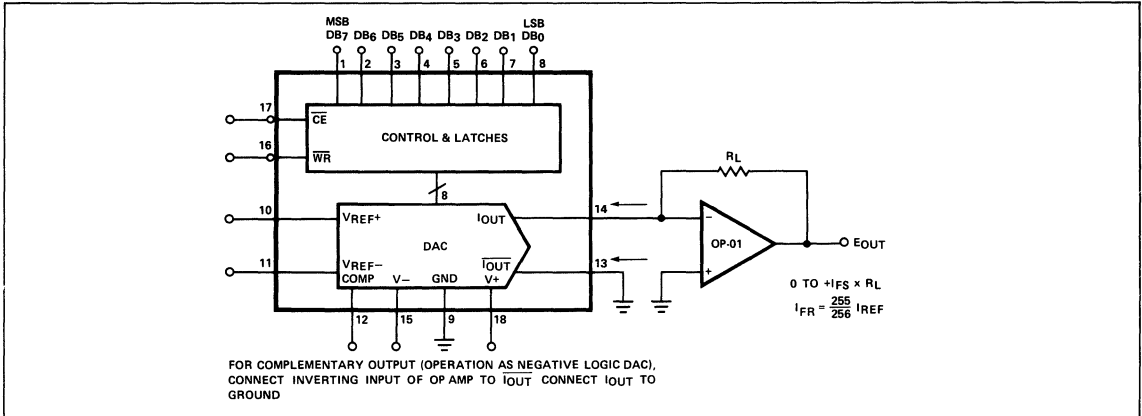 MSB LSB
DB7 DB6 DB5 DB4 DB3 DB2 DB1 DB0
1 2 3 4 5 6 7 8
17 CE
CONTROL & LATCHES
16 WR
8
RL
10 VREF+ IOUT 14
DAC
OP-01
− +
EOUT
11 VREF− IOUT 13
COMP V− GND V+
12 15 9 18
0 TO +IFS x RL
IFR = 255/256 IREF
FOR COMPLEMENTARY OUTPUT (OPERATION AS NEGATIVE LOGIC DAC),
CONNECT INVERTING INPUT OF OP AMP TO IOUT CONNECT IOUT TO
GROUND